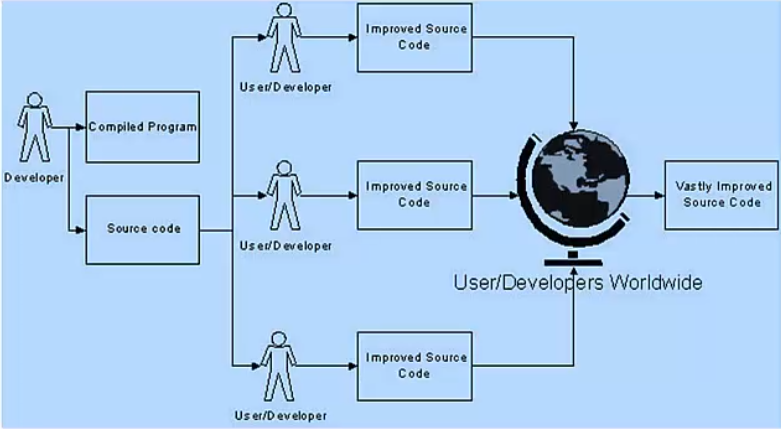 Improved Source
Code
User/Developer
Compiled Program
Developer
Improved Source
Code
Vastly Improved
Source Code
Source code
User/Developer
User/Developers Worldwide
Improved Source
Code
User/Developer